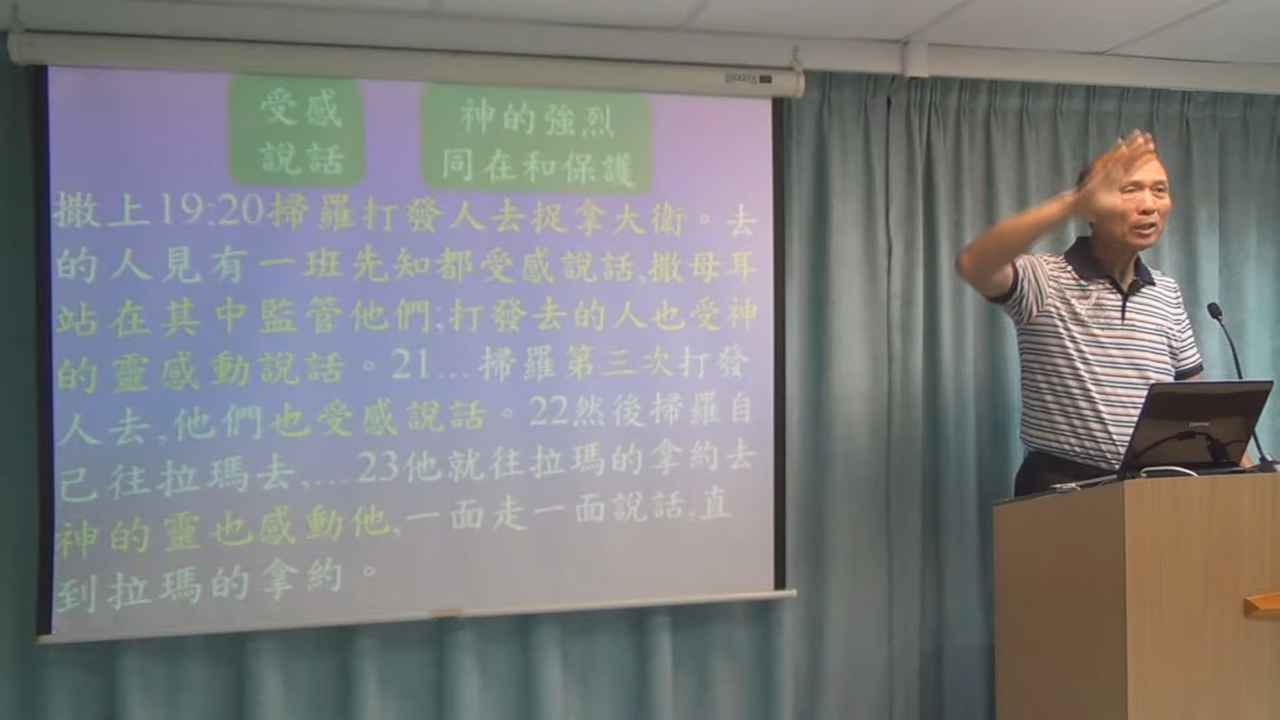 受感
說話
神的強烈
同在和保護
撒上19:20掃羅打發人去捉拿大衛。去
的人見有一班先知都受感說話,撒母耳
站在其中監管他們;打發去的人也受神
的靈感動說話。21...掃羅第三次打發
人去,他們也受感說話。22然後掃羅自
己往拉瑪去,...23他就往拉瑪的拿約去
神的靈也感動他,一面走一面說話,直
到拉瑪的拿約。